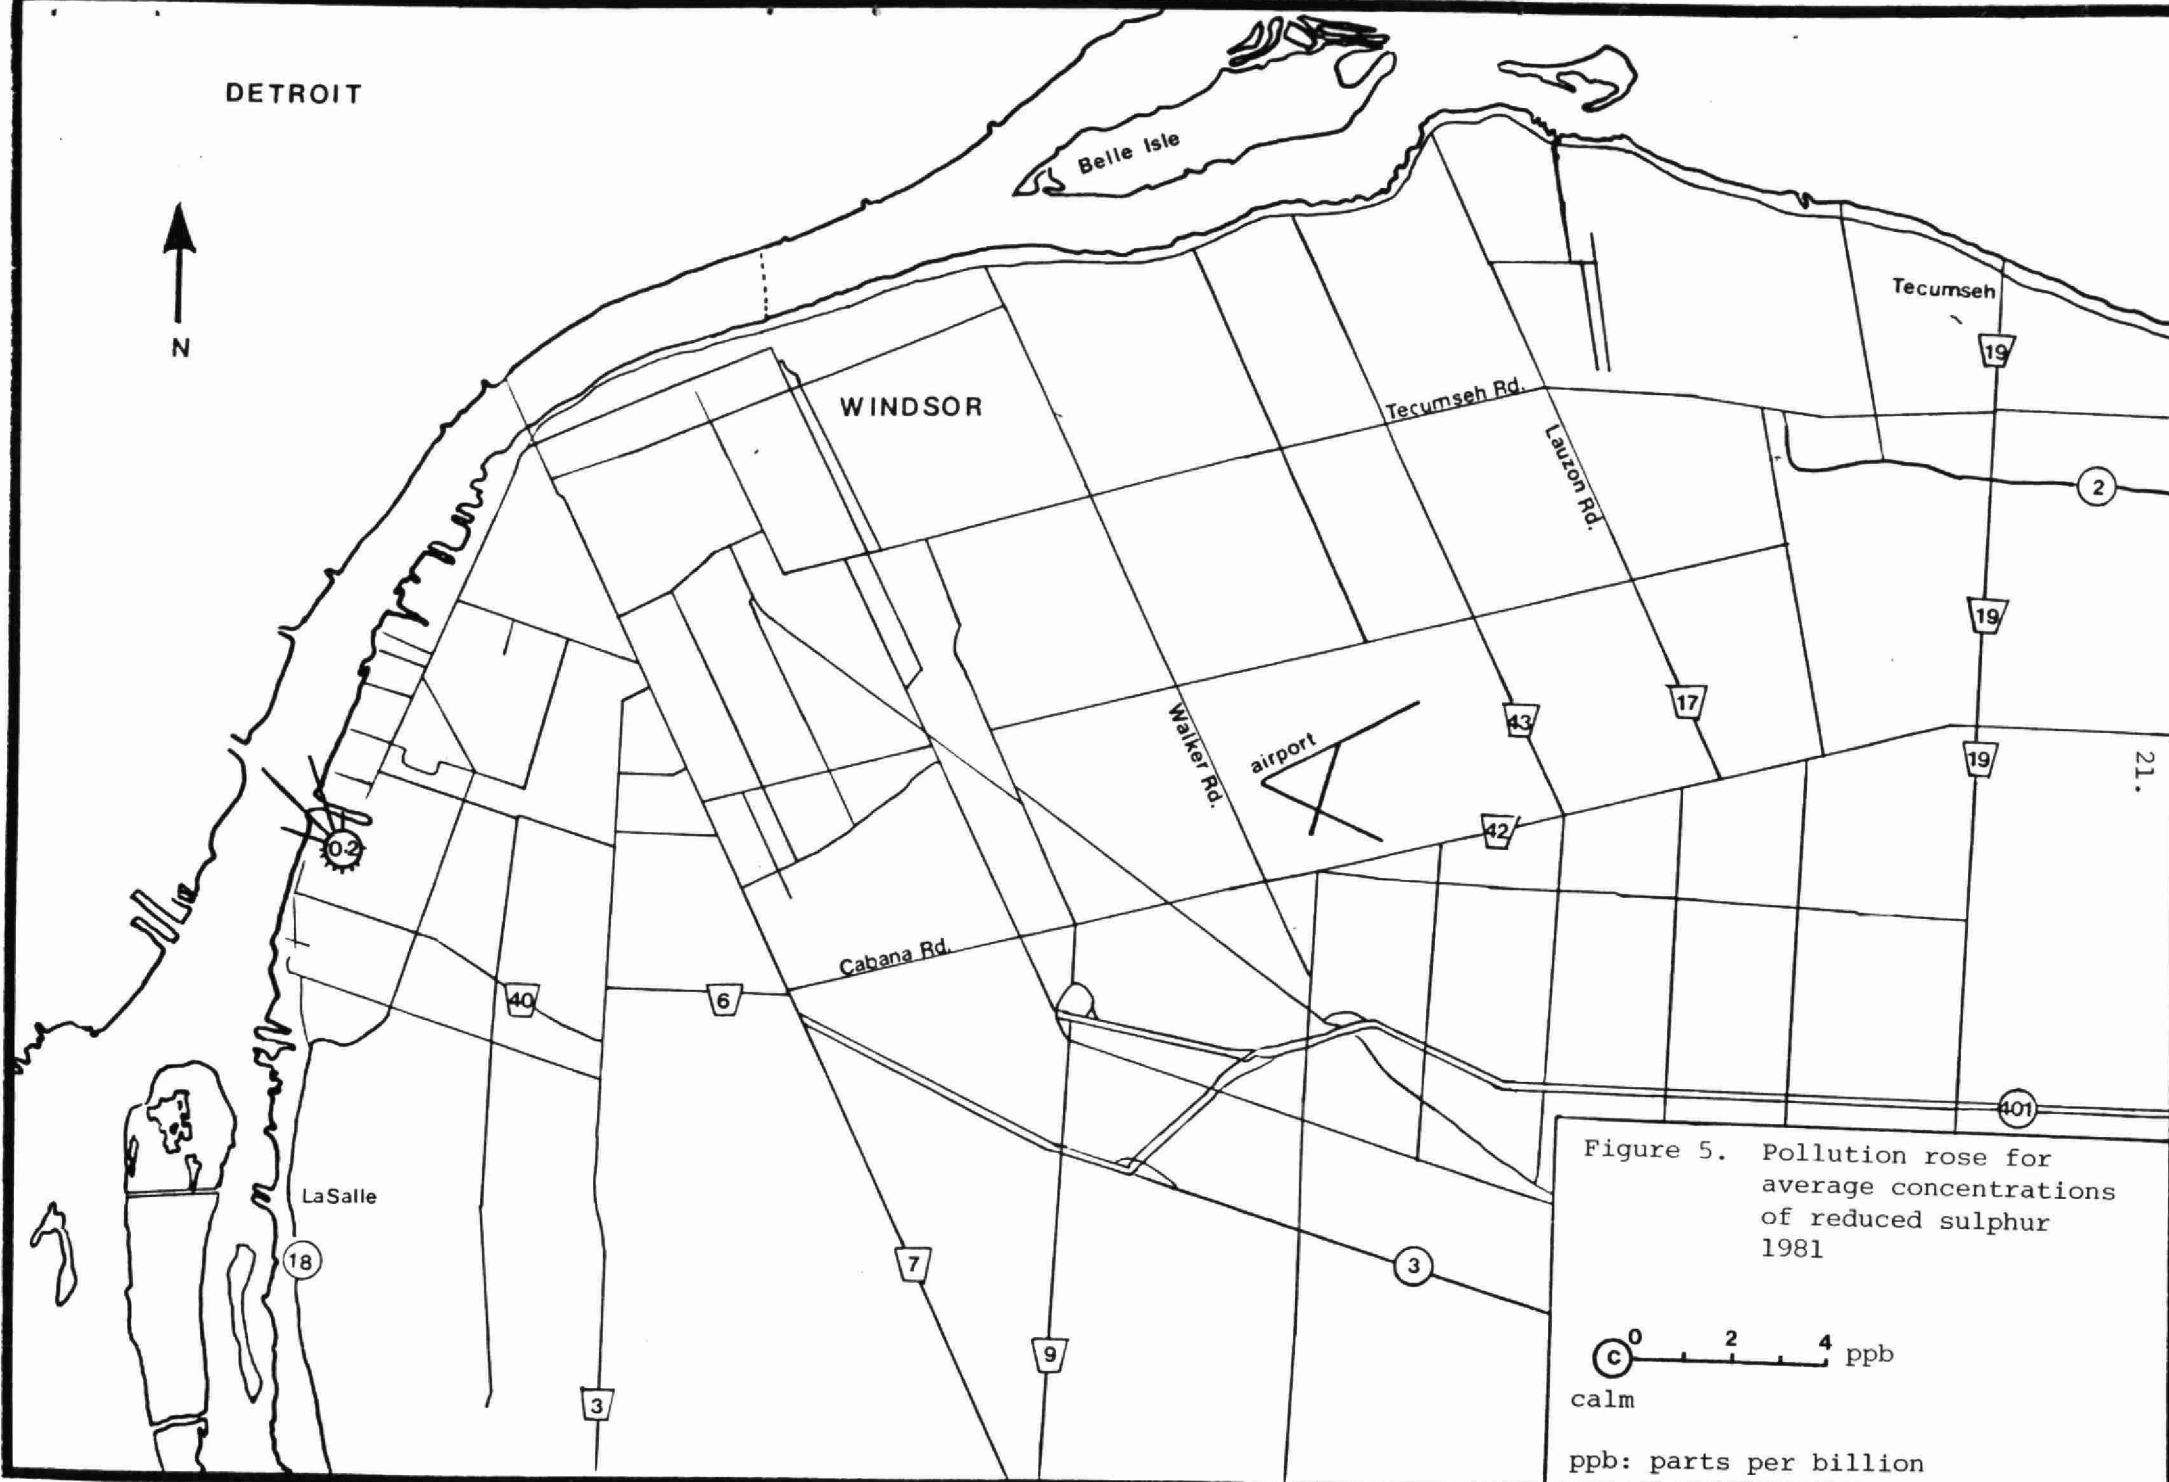 DETROIT
N
Belle Isle
Tecumseh
19
WINDSOR
Tecumseh Rd.
Lauzon Rd.
2
19
17
43
Walker Rd.
airport
19
21.
42
0.2
Cabana Rd.
40
6
401
LaSalle
18
7
3
9
3
Figure 5. Pollution rose for
average concentrations
of reduced sulphur
1981
0 2 4 ppb
C
calm
ppb: parts per billion